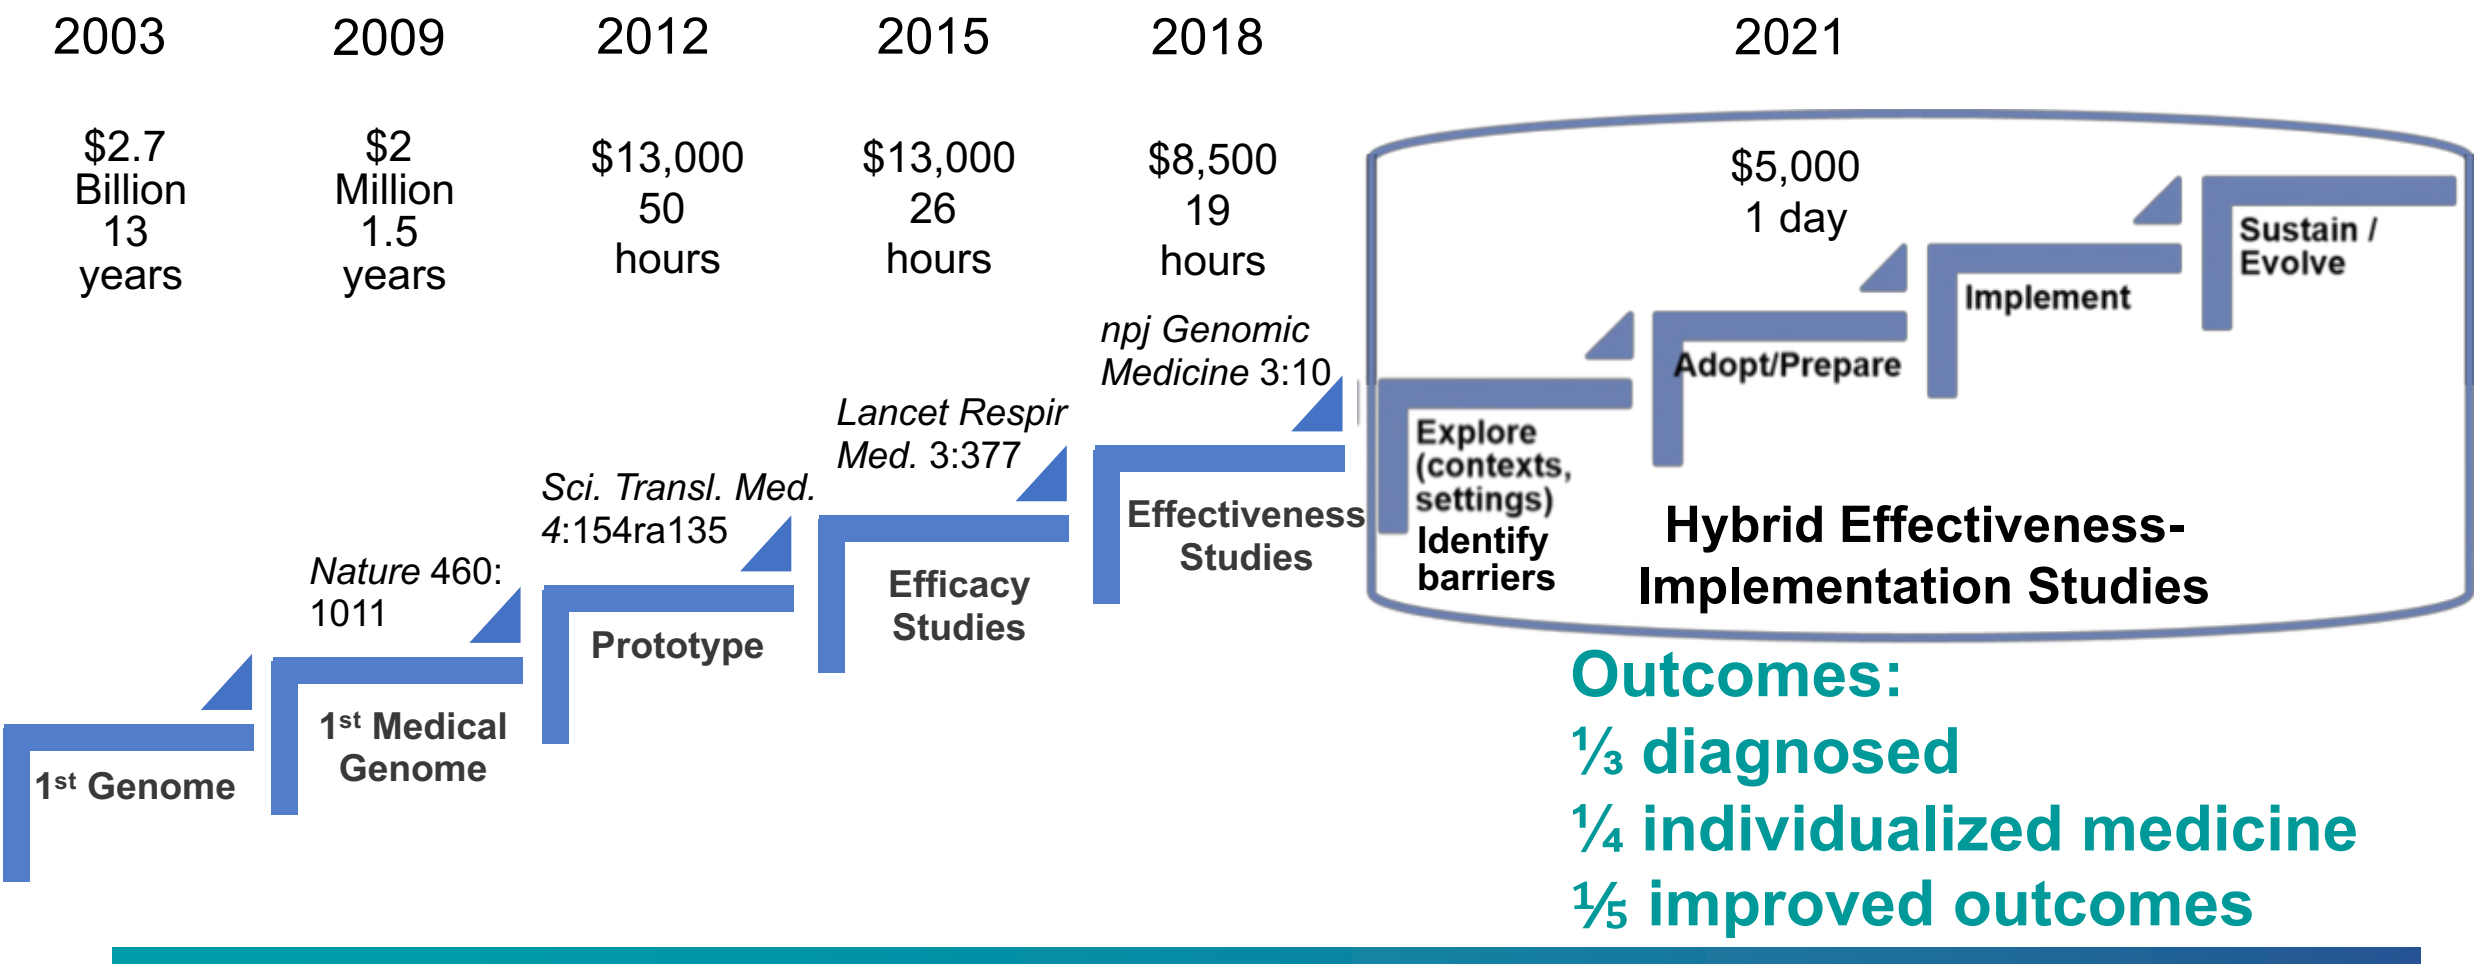 2003
2009
2012
2015
2018
2021
$2.7
Billion
13
years
$2
Million
1.5
years
$13,000
50
hours
$13,000
26
hours
$8,500
19
hours
$5,000
1 day
Nature 460:
1011
Sci. Transl. Med.
4:154ra135
Lancet Respir
Med. 3:377
npj Genomic
Medicine 3:10
1st Genome
1st Medical
Genome
Prototype
Efficacy
Studies
Effectiveness
Studies
Explore
(contexts,
settings)
Identify
barriers
Adopt/Prepare
Implement
Sustain /
Evolve
Hybrid Effectiveness-
Implementation Studies
Outcomes:
⅓ diagnosed
¼ individualized medicine
⅕ improved outcomes